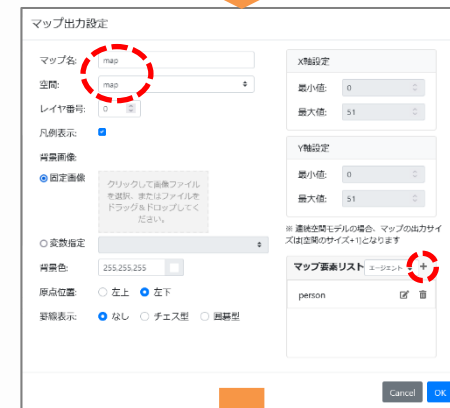 マップ出力設定
マップ名: map
空間: map
レイヤ番号: 0
凡例表示:
背景画像:
固定画像
クリックして画像ファイル
を選択、またはファイルを
ドラッグ&ドロップしてく
ださい。
変数指定
背景色: 255.255.255
原点位置: 左上 左下
罫線表示: なし チェス型 囲碁型
X軸設定
最小値: 0
最大値: 51
Y軸設定
最小値: 0
最大値: 51
※ 連続空間モデルの場合、マップの出力サイ
ズは[空間のサイズ+1]となります
マップ要素リスト エージェント +
person
Cancel OK